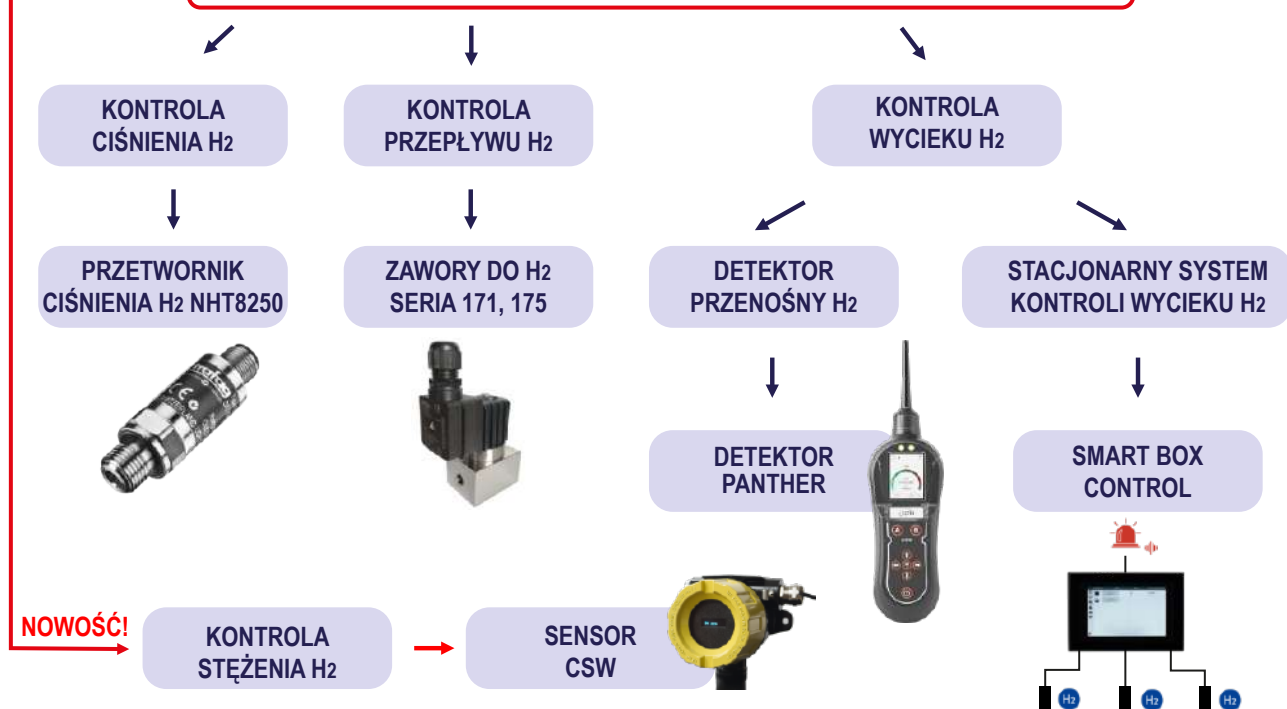 KONTROLA
CIŚNIENIA H2
KONTROLA
PRZEPŁYWU H2
KONTROLA
WYCIEKU H2
PRZETWORNIK
CIŚNIENIA H2 NHT8250
ZAWORY DO H2
SERIA 171, 175
DETEKTOR
PRZENOŚNY H2
STACJONARNY SYSTEM
KONTROLI WYCIEKU H2
DETEKTOR
PANTHER
SMART BOX
CONTROL
NOWOŚĆ!
KONTROLA
STĘŻENIA H2
SENSOR
CSW
H2
H2
H2